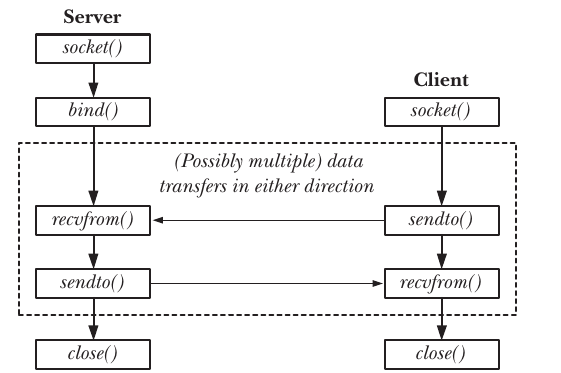 Server
socket()
Client
bind()
socket()
(Possibly multiple) data
transfers in either direction
recvfrom()
sendto()
sendto()
recvfrom()
close()
close()